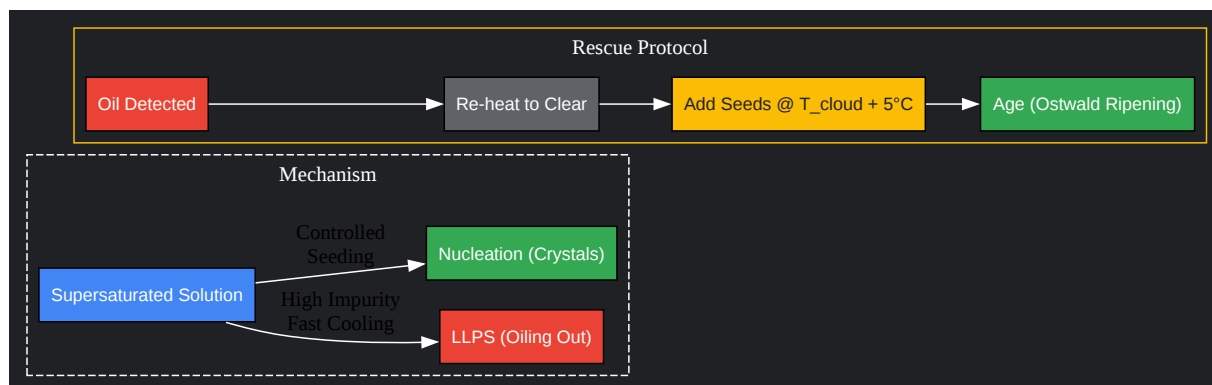 Rescue Protocol
Oil Detected
Re-heat to Clear
Add Seeds @ T_cloud + 5°C
Age (Ostwald Ripening)
Mechanism
Supersaturated Solution
Controlled
Seeding
Nucleation (Crystals)
High Impurity
Fast Cooling
LLPS (Oiling Out)